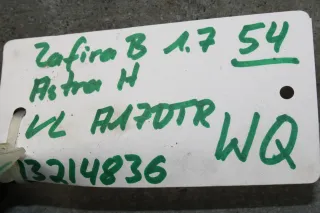 Zafira B 1.7 54
Astra H
VL A17DTR
WQ
13214836